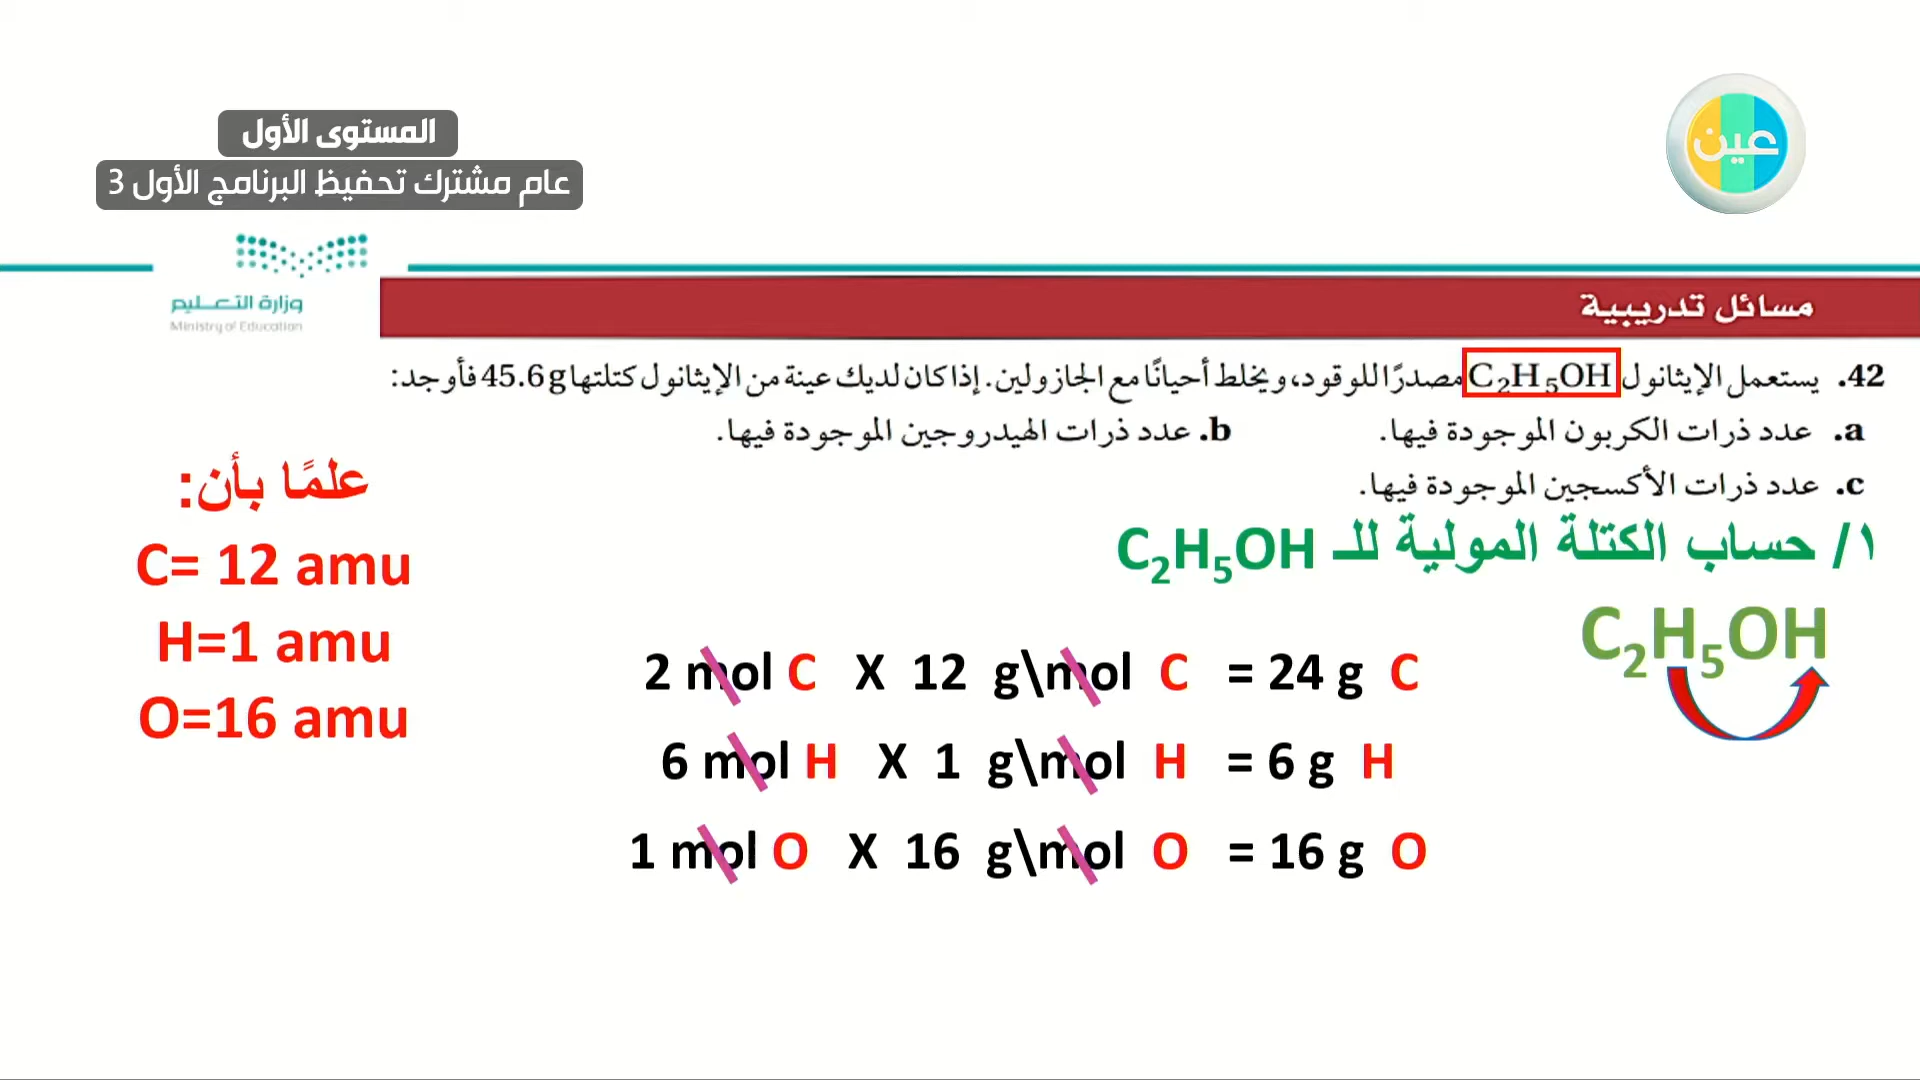 المستوى الأول
عام مشترك تحفيظ البرنامج الأول 3
عين
وزارة التعليم
Ministry of Education
مسائل تدريبية
42. يستعمل الإيثانول C₂H₅OH مصدرًا للوقود، ويخلط أحيانًا مع الجازولين. إذا كان لديك عينة من الإيثانول كتلتها 45.6g فأوجد:
a. عدد ذرات الكربون الموجودة فيها. b. عدد ذرات الهيدروجين الموجودة فيها.
c. عدد ذرات الأكسجين الموجودة فيها.
علمًا بأن:
C= 12 amu
H=1 amu
O=16 amu
١/ حساب الكتلة المولية للـ C₂H₅OH
C₂H₅OH
2 mol C X 12 g\mol C = 24 g C
6 mol H X 1 g\mol H = 6 g H
1 mol O X 16 g\mol O = 16 g O